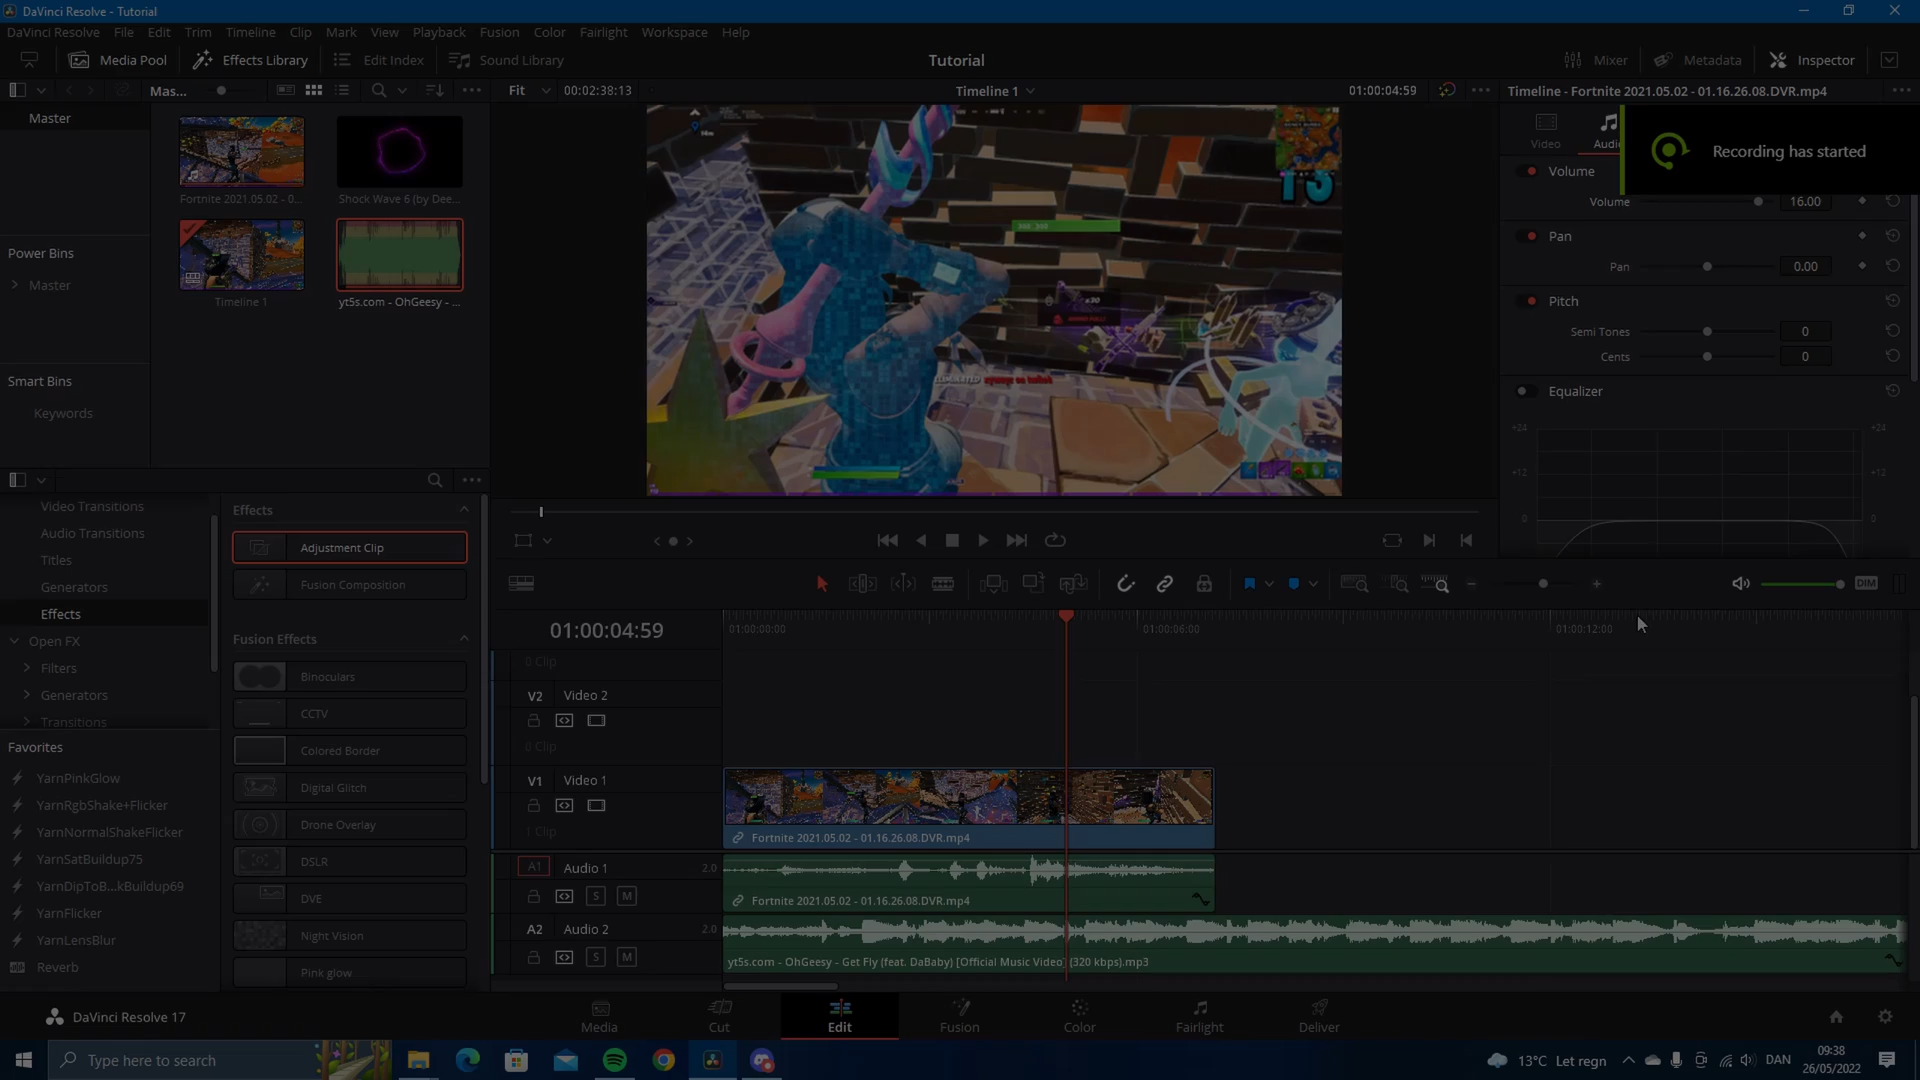 DaVinci Resolve - Tutorial
DaVinci Resolve File Edit Trim Timeline Clip Mark View Playback Fusion Color Fairlight Workspace Help
Media Pool Effects Library Edit Index Sound Library Tutorial Mixer Metadata Inspector
Mas... Fit 00:02:38:13 Timeline 1 01:00:04:59 Timeline - Fortnite 2021.05.02 - 01.16.26.08.DVR.mp4
Master
Fortnite 2021.05.02 - 0...
Shock Wave 6 (by Dee...
Timeline 1
yt5s.com - OhGeesy - ...
Power Bins
Master
Smart Bins
Keywords
Video
Audio
Recording has started
Volume
Volume 16.00
Pan
Pan 0.00
Pitch
Semi Tones 0
Cents 0
Equalizer
+24 +24
+12 +12
0 0
Video Transitions
Audio Transitions
Titles
Generators
Effects
Open FX
Filters
Generators
Transitions
Favorites
YarnPinkGlow
YarnRgbShake+Flicker
YarnNormalShakeFlicker
YarnSatBuildup75
YarnDipToB...kBuildup69
YarnFlicker
YarnLensBlur
Reverb
Effects
Adjustment Clip
Fusion Composition
Fusion Effects
Binoculars
CCTV
Colored Border
Digital Glitch
Drone Overlay
DSLR
DVE
Night Vision
Pink glow
DIM
01:00:04:59
01:00:00:00 01:00:06:00 01:00:12:00
0 Clip
V2 Video 2
0 Clip
V1 Video 1
1 Clip
Fortnite 2021.05.02 - 01.16.26.08.DVR.mp4
A1 Audio 1 2.0
S M
Fortnite 2021.05.02 - 01.16.26.08.DVR.mp4
A2 Audio 2 2.0
S M
yt5s.com - OhGeesy - Get Fly (feat. DaBaby) [Official Music Video] (320 kbps).mp3
DaVinci Resolve 17
Media Cut Edit Fusion Color Fairlight Deliver
Type here to search
13°C Let regn
DAN
09:38
26/05/2022